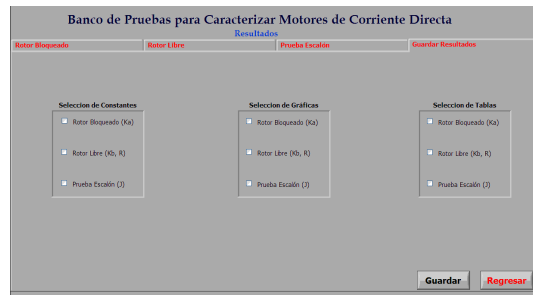 Banco de Pruebas para Caracterizar Motores de Corriente Directa
Resultados
Rotor Bloqueado Rotor Libre Prueba Escalón Guardar Resultados
Seleccion de Constantes Seleccion de Gráficas Seleccion de Tablas
Rotor Bloqueado (Ka) Rotor Bloqueado (Ka) Rotor Bloqueado (Ka)
Rotor Libre (Kb, R) Rotor Libre (Kb, R) Rotor Libre (Kb, R)
Prueba Escalón (J) Prueba Escalón (J) Prueba Escalón (J)
Guardar Regresar